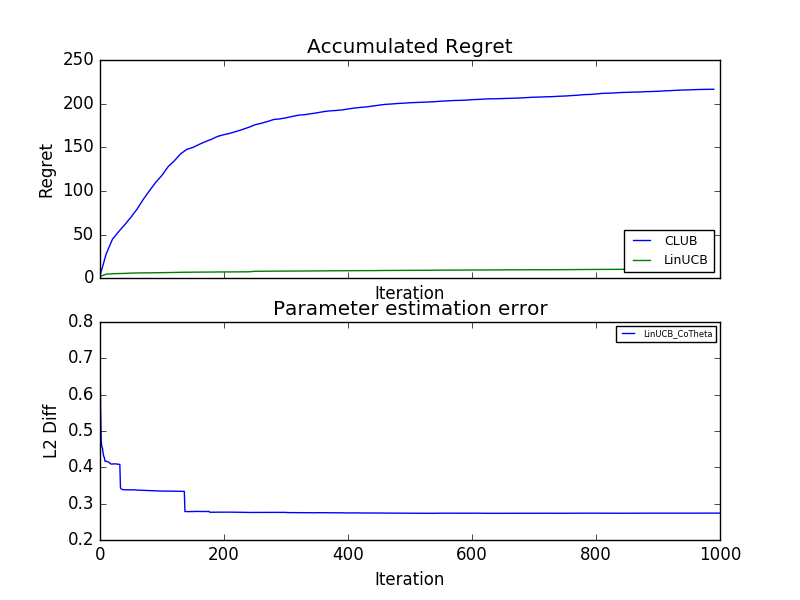 Accumulated Regret
250
200
150
100
50
0
Regret
CLUB
LinUCB
Iteration
Parameter estimation error
0.8
0.7
0.6
0.5
0.4
0.3
0.2
L2 Diff
LinUCB_CoTheta
0 200 400 600 800 1000
Iteration